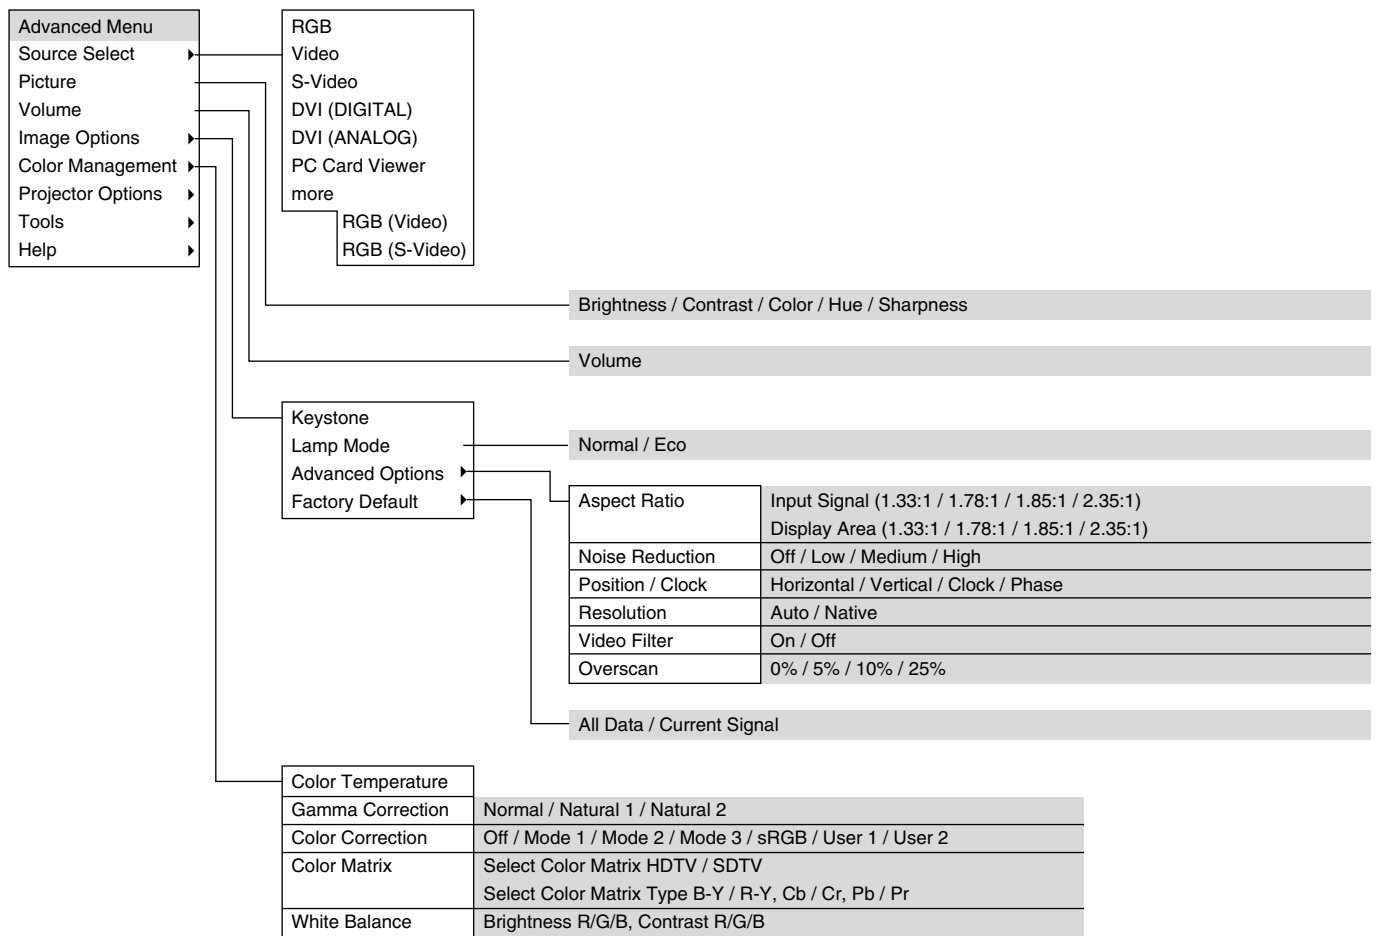 Advanced Menu
Source Select
Picture
Volume
Image Options
Color Management
Projector Options
Tools
Help
RGB
Video
S-Video
DVI (DIGITAL)
DVI (ANALOG)
PC Card Viewer
more
RGB (Video)
RGB (S-Video)
Brightness / Contrast / Color / Hue / Sharpness
Volume
Keystone
Lamp Mode
Advanced Options
Factory Default
Normal / Eco
Aspect Ratio
Input Signal (1.33:1 / 1.78:1 / 1.85:1 / 2.35:1)
Display Area (1.33:1 / 1.78:1 / 1.85:1 / 2.35:1)
Noise Reduction
Off / Low / Medium / High
Position / Clock
Horizontal / Vertical / Clock / Phase
Resolution
Auto / Native
Video Filter
On / Off
Overscan
0% / 5% / 10% / 25%
All Data / Current Signal
Color Temperature
Gamma Correction
Normal / Natural 1 / Natural 2
Color Correction
Off / Mode 1 / Mode 2 / Mode 3 / sRGB / User 1 / User 2
Color Matrix
Select Color Matrix HDTV / SDTV
Select Color Matrix Type B-Y / R-Y, Cb / Cr, Pb / Pr
White Balance
Brightness R/G/B, Contrast R/G/B